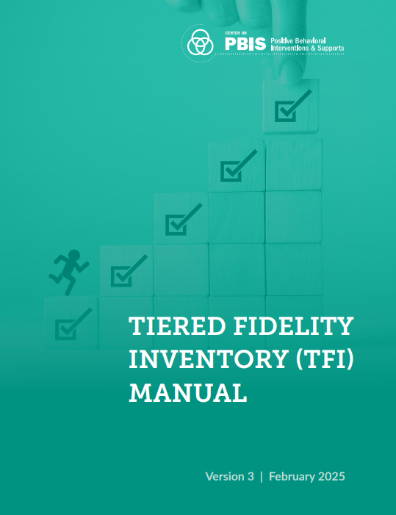 CENTER ON
PBIS
Positive Behavioral
Interventions & Supports
TIERED FIDELITY
INVENTORY (TFI)
MANUAL
Version 3 | February 2025